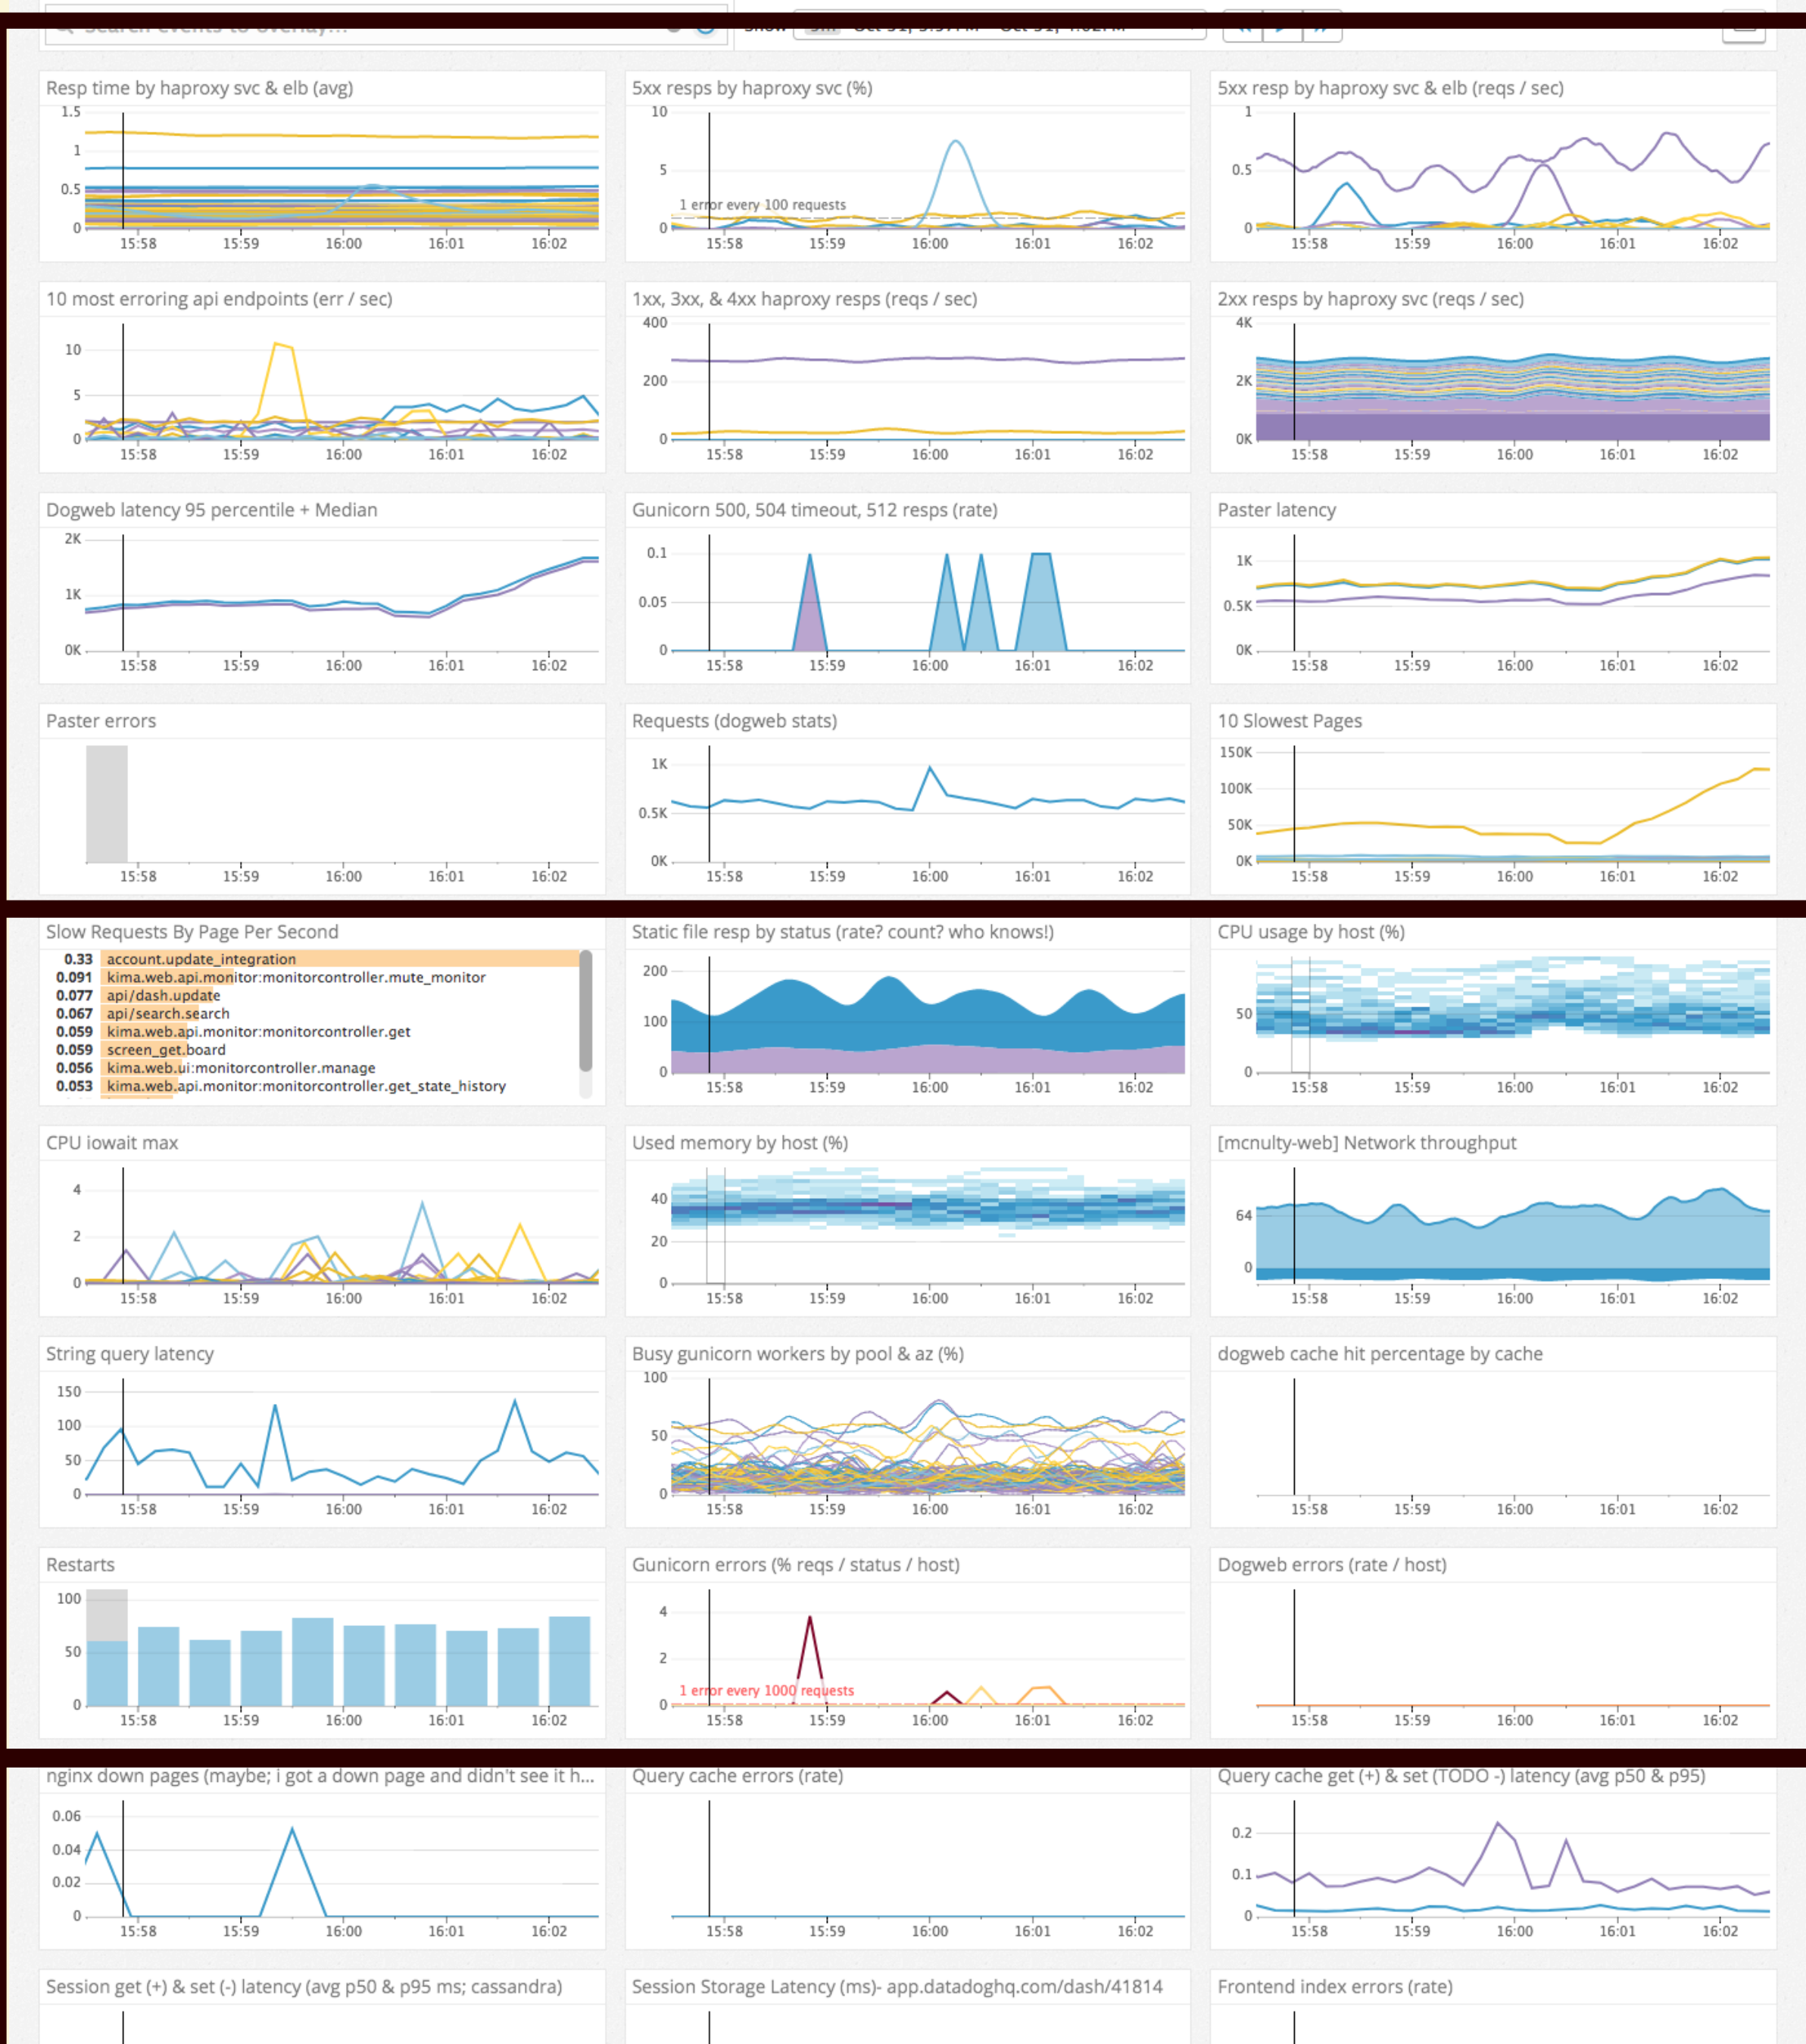 Search events to overlay...
Show 5m Oct 31, 3:57PM - Oct 31, 4:02PM
Resp time by haproxy svc & elb (avg)
1.5
1
0.5
0
15:58 15:59 16:00 16:01 16:02
5xx resps by haproxy svc (%)
10
5
1 error every 100 requests
0
15:58 15:59 16:00 16:01 16:02
5xx resp by haproxy svc & elb (reqs / sec)
1
0.5
0
15:58 15:59 16:00 16:01 16:02
10 most erroring api endpoints (err / sec)
10
5
0
15:58 15:59 16:00 16:01 16:02
1xx, 3xx, & 4xx haproxy resps (reqs / sec)
400
200
0
15:58 15:59 16:00 16:01 16:02
2xx resps by haproxy svc (reqs / sec)
4K
2K
0K
15:58 15:59 16:00 16:01 16:02
Dogweb latency 95 percentile + Median
2K
1K
0K
15:58 15:59 16:00 16:01 16:02
Gunicorn 500, 504 timeout, 512 resps (rate)
0.1
0.05
0
15:58 15:59 16:00 16:01 16:02
Paster latency
1K
0.5K
0K
15:58 15:59 16:00 16:01 16:02
Paster errors
15:58 15:59 16:00 16:01 16:02
Requests (dogweb stats)
1K
0.5K
0K
15:58 15:59 16:00 16:01 16:02
10 Slowest Pages
150K
100K
50K
0K
15:58 15:59 16:00 16:01 16:02
Slow Requests By Page Per Second
0.33 account.update_integration
0.091 kima.web.api.monitor:monitorcontroller.mute_monitor
0.077 api/dash.update
0.067 api/search.search
0.059 kima.web.api.monitor:monitorcontroller.get
0.059 screen_get.board
0.056 kima.web.ui:monitorcontroller.manage
0.053 kima.web.api.monitor:monitorcontroller.get_state_history
Static file resp by status (rate? count? who knows!)
200
100
0
15:58 15:59 16:00 16:01 16:02
CPU usage by host (%)
50
0
15:58 15:59 16:00 16:01 16:02
CPU iowait max
4
2
0
15:58 15:59 16:00 16:01 16:02
Used memory by host (%)
40
20
0
15:58 15:59 16:00 16:01 16:02
[mcnulty-web] Network throughput
64
0
15:58 15:59 16:00 16:01 16:02
String query latency
150
100
50
0
15:58 15:59 16:00 16:01 16:02
Busy gunicorn workers by pool & az (%)
100
50
0
15:58 15:59 16:00 16:01 16:02
dogweb cache hit percentage by cache
15:58 15:59 16:00 16:01 16:02
Restarts
100
50
0
15:58 15:59 16:00 16:01 16:02
Gunicorn errors (% reqs / status / host)
4
2
1 error every 1000 requests
0
15:58 15:59 16:00 16:01 16:02
Dogweb errors (rate / host)
15:58 15:59 16:00 16:01 16:02
nginx down pages (maybe; i got a down page and didn't see it h...
0.06
0.04
0.02
0
15:58 15:59 16:00 16:01 16:02
Query cache errors (rate)
15:58 15:59 16:00 16:01 16:02
Query cache get (+) & set (TODO -) latency (avg p50 & p95)
0.2
0.1
0
15:58 15:59 16:00 16:01 16:02
Session get (+) & set (-) latency (avg p50 & p95 ms; cassandra)
Session Storage Latency (ms)- app.datadoghq.com/dash/41814
Frontend index errors (rate)